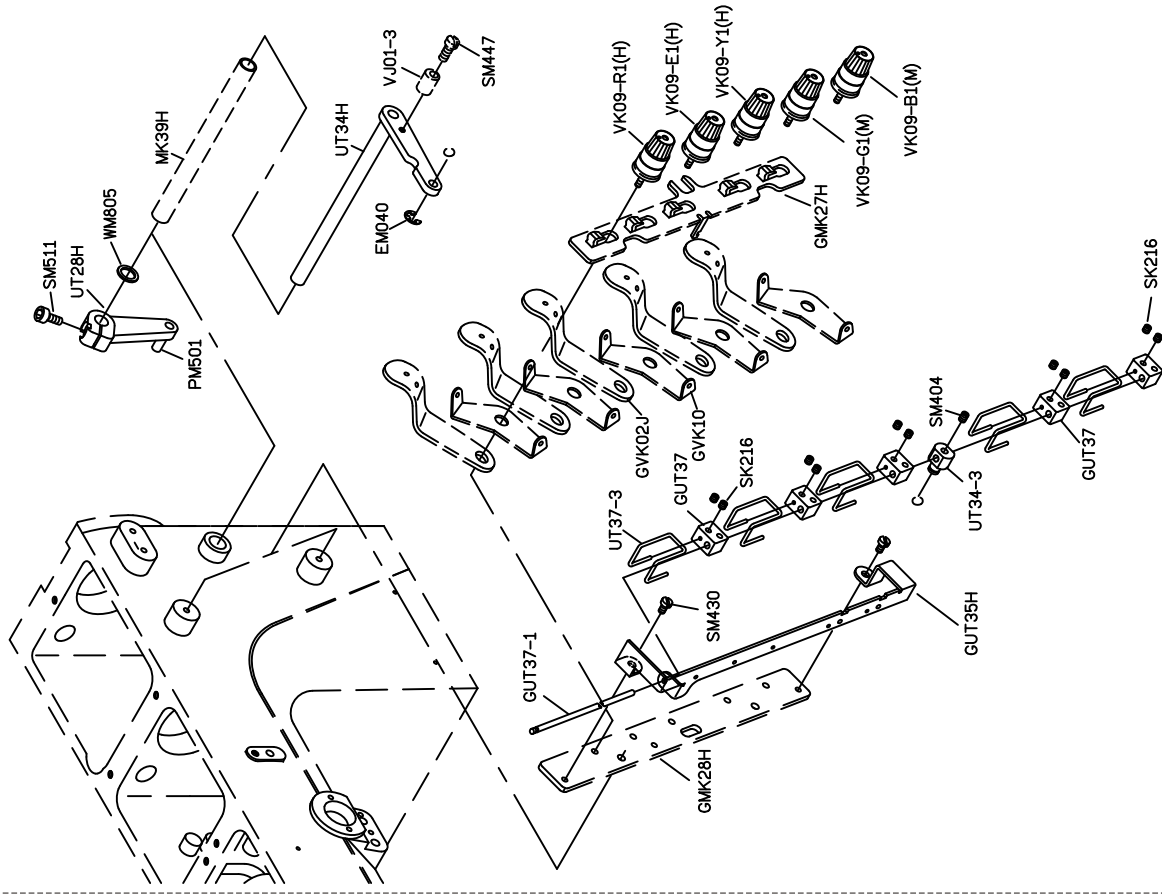 SM511
UT28H
WM805
MK39H
PM501
VJ01-3
SM447
UT34H
C
EM040
VK09-R1(H)
VK09-E1(H)
VK09-Y1(H)
VK09-G1(M)
VK09-B1(M)
GMK27H
GVK02J
GVK10
GUT37
SK216
UT37-3
SM404
UT34-3
C
GUT37
SK216
GUT37-1
SM430
GUT35H
GMK28H